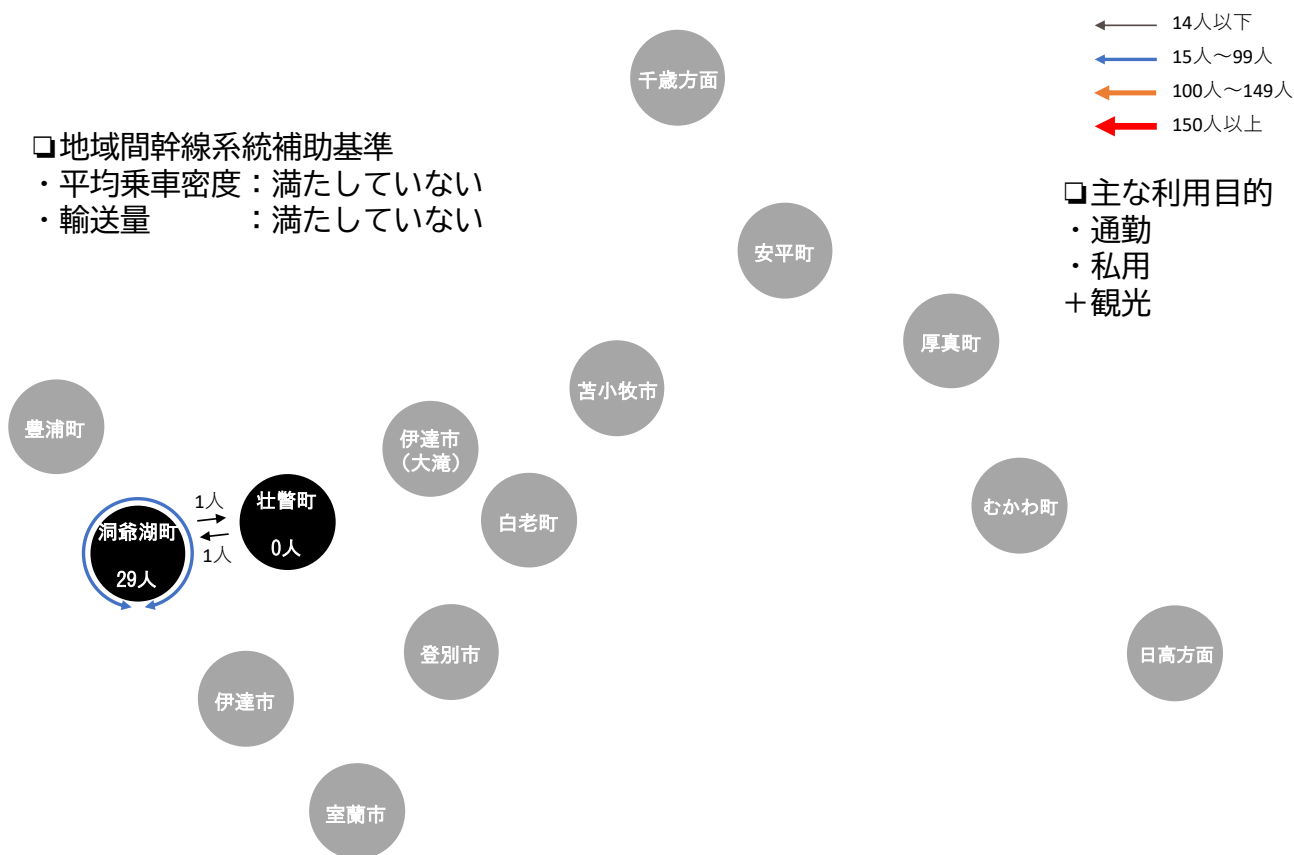 14人以下
15人～99人
100人～149人
150人以上
千歳方面
❏地域間幹線系統補助基準
・平均乗車密度：満たしていない
・輸送量　　　：満たしていない
❏主な利用目的
・通勤
・私用
＋観光
安平町
厚真町
苫小牧市
豊浦町
伊達市
（大滝）
壮瞥町
0人
白老町
むかわ町
1人
1人
洞爺湖町
29人
登別市
日高方面
伊達市
室蘭市